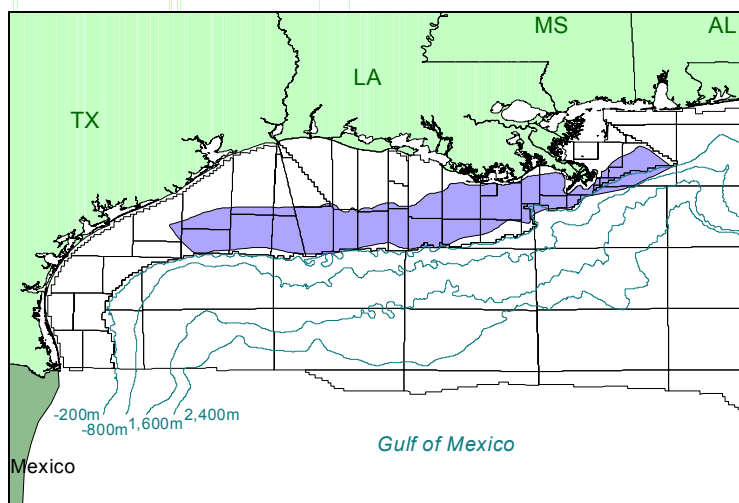 MS
AL
LA
TX
-200m
-800m
1,600m
2,400m
Gulf of Mexico
Mexico